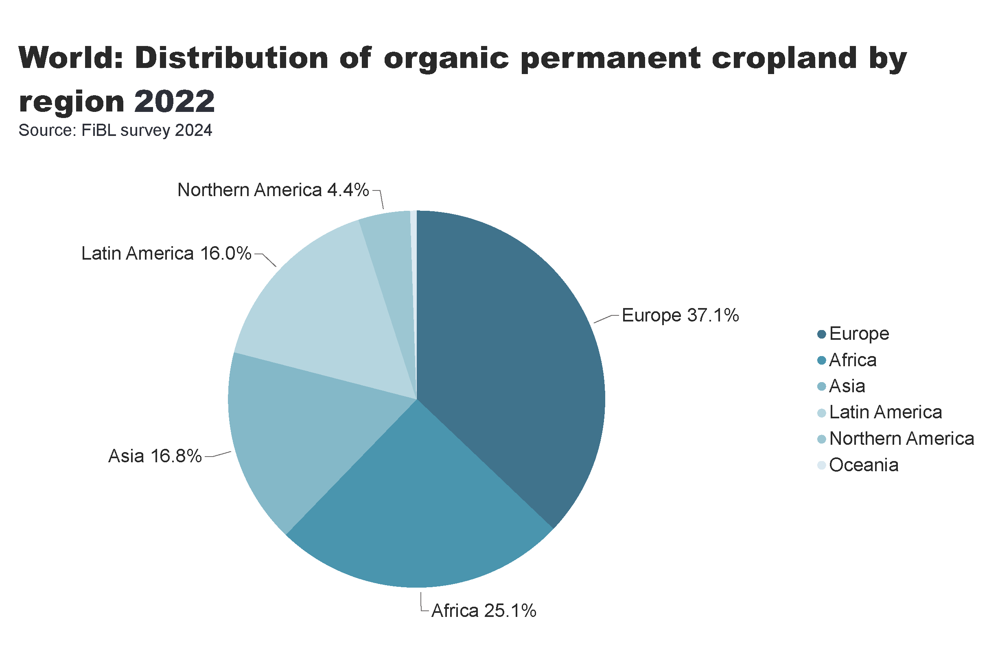 World: Distribution of organic permanent cropland by
region 2022
Source: FiBL survey 2024
Northern America 4.4%
Latin America 16.0%
Europe 37.1%
Asia 16.8%
Africa 25.1%
Europe
Africa
Asia
Latin America
Northern America
Oceania